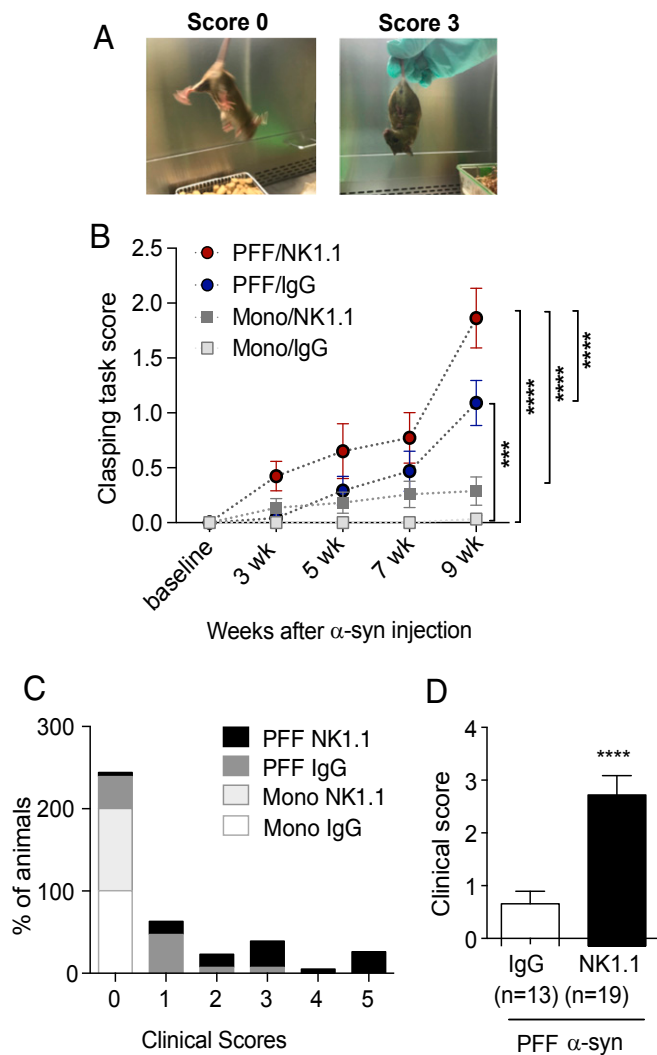 A
Score 0 Score 3
B
Clasping task score
2.5
2.0
1.5
1.0
0.5
0.0
PFF/NK1.1
PFF/IgG
Mono/NK1.1
Mono/IgG
***
****
****
****
baseline 3 wk 5 wk 7 wk 9 wk
Weeks after α-syn injection
C
% of animals
300
200
100
0
PFF NK1.1
PFF IgG
Mono NK1.1
Mono IgG
0 1 2 3 4 5
Clinical Scores
D
Clinical score
4
3
2
1
0
****
IgG NK1.1
(n=13) (n=19)
PFF α-syn